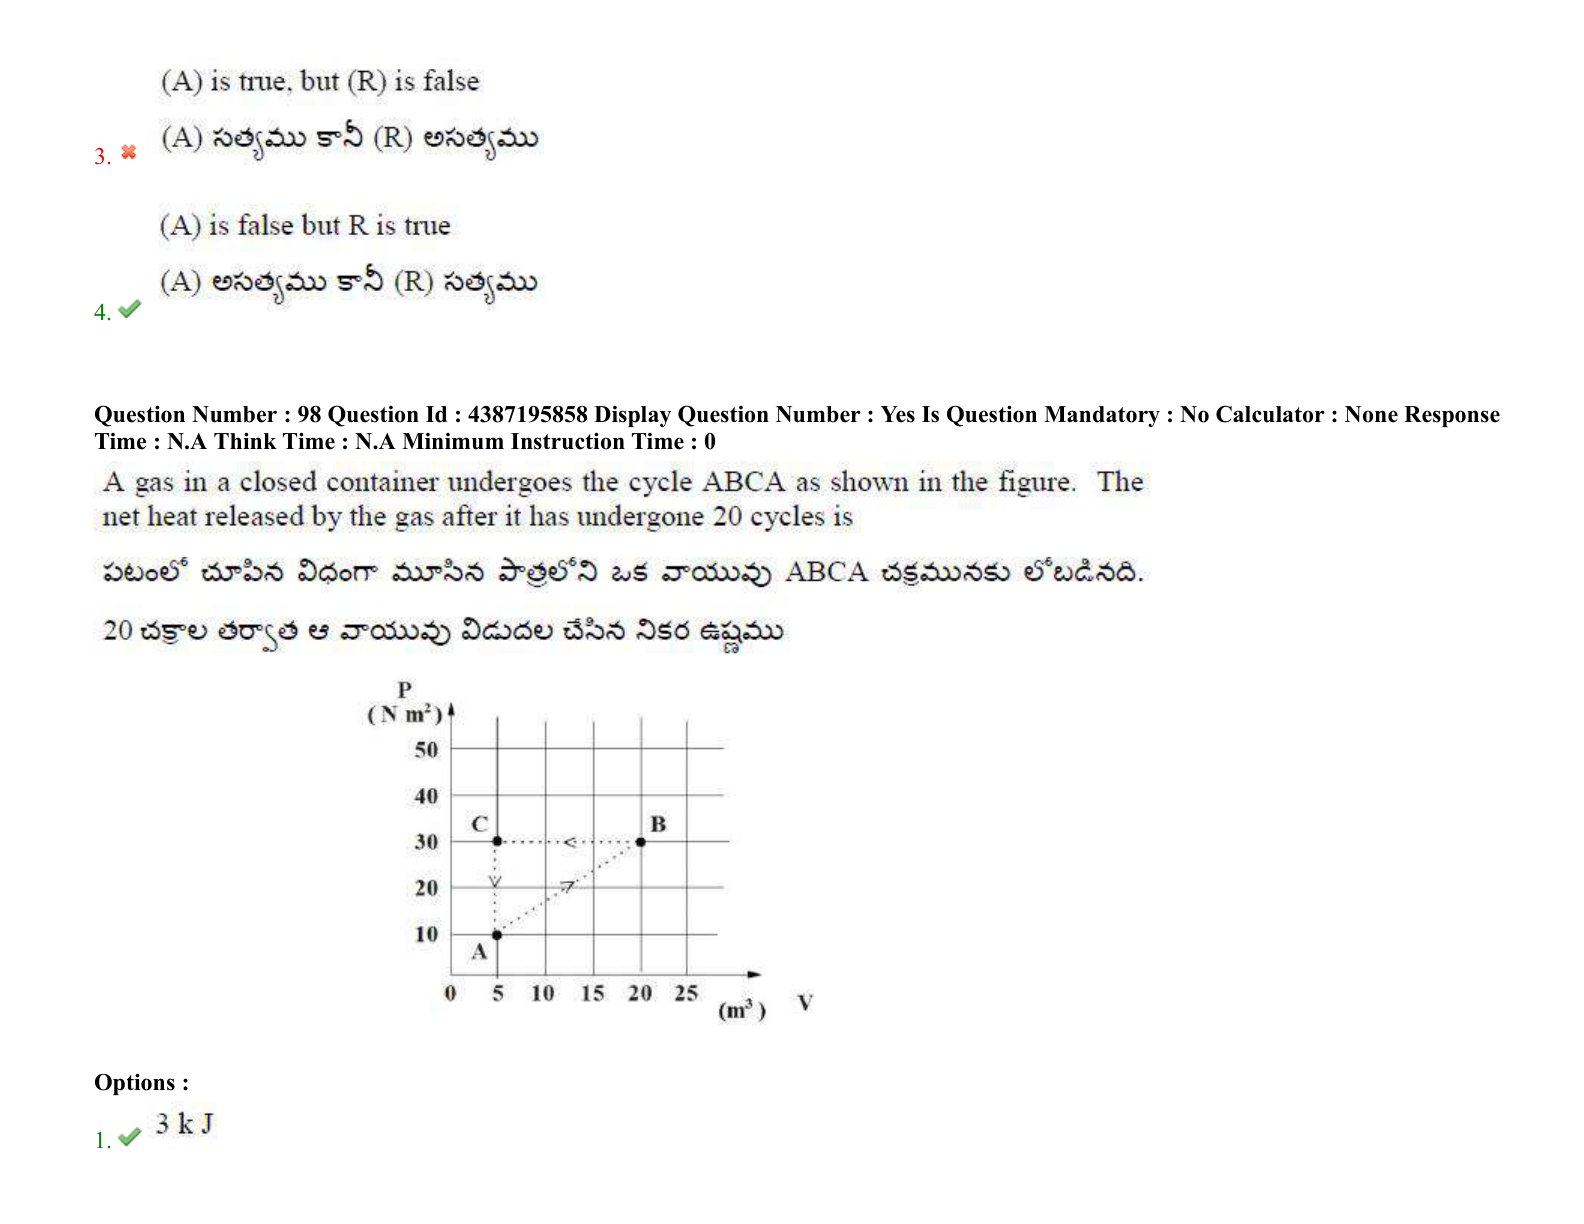 (A) is true, but (R) is false
(A) సత్యము కానీ (R) అసత్యము
3.
(A) is false but R is true
(A) అసత్యము కానీ (R) సత్యము
4.
Question Number : 98 Question Id : 4387195858 Display Question Number : Yes Is Question Mandatory : No Calculator : None Response
Time : N.A Think Time : N.A Minimum Instruction Time : 0
A gas in a closed container undergoes the cycle ABCA as shown in the figure. The
net heat released by the gas after it has undergone 20 cycles is
పటంలో చూపిన విధంగా మూసిన పాత్రలోని ఒక వాయువు ABCA చక్రమునకు లోబడినది.
20 చక్రాల తర్వాత ఆ వాయువు విడుదల చేసిన నికర ఉష్ణము
P
(N m²)
50
40
C B
30
20
10
A
0 5 10 15 20 25
(m³) V
Options :
1. 3 k J